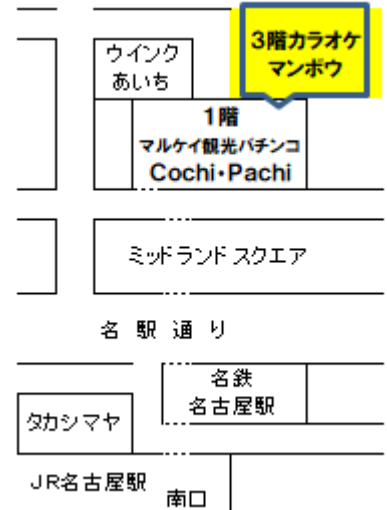 3階カラオケ
マンボウ
ウインク
あいち
1階
マルケイ観光パチンコ
Cochi・Pachi
ミッドランドスクエア
名駅通り
名鉄
名古屋駅
タカシマヤ
JR名古屋駅
南口